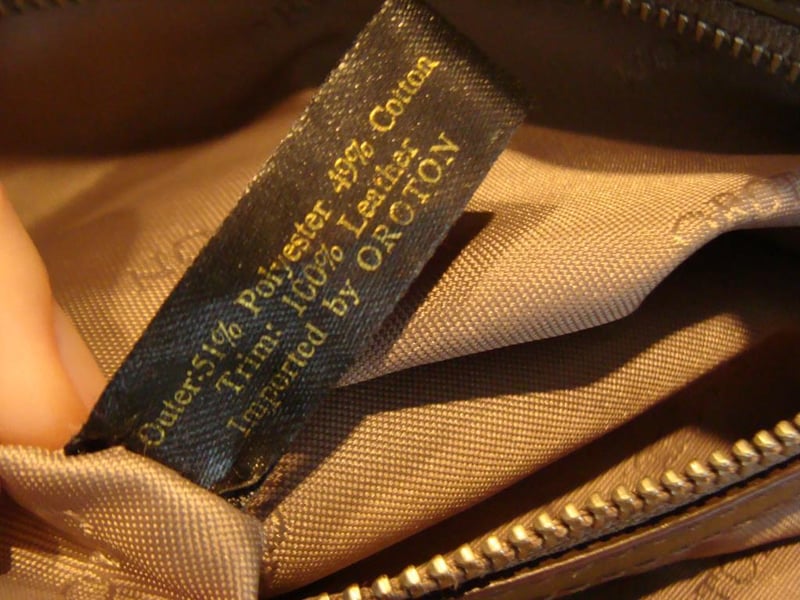 Outer:51% Polyester 49% Cotton
Trim: 100% Leather
Imported by OROTON